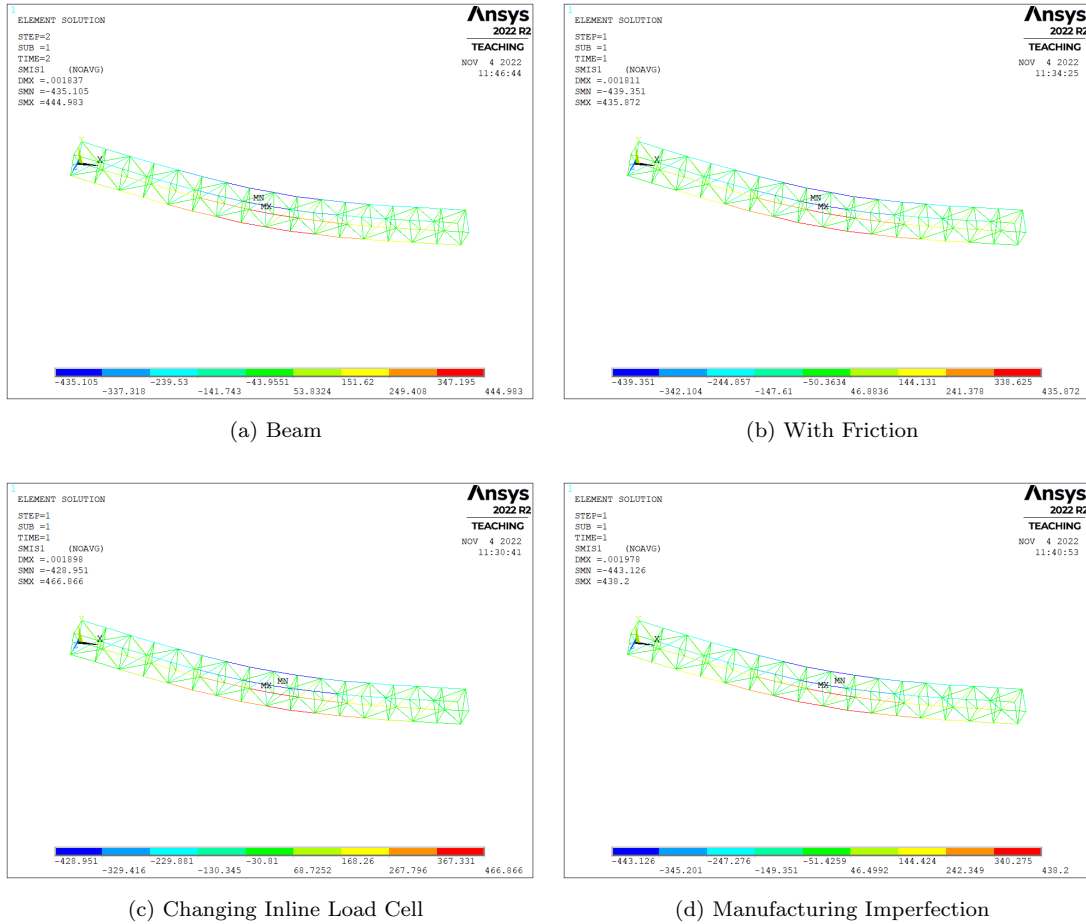 1
ELEMENT SOLUTION
STEP=2
SUB =1
TIME=2
SMIS1 (NOAVG)
DMX =.001837
SMN =-435.105
SMX =444.983
Ansys
2022 R2
TEACHING
NOV 4 2022
11:46:44
Y
X
Z
MN
MX
-435.105 -239.53 -43.9551 151.62 347.195
-337.318 -141.743 53.8324 249.408 444.983
(a) Beam
1
ELEMENT SOLUTION
STEP=1
SUB =1
TIME=1
SMIS1 (NOAVG)
DMX =.001811
SMN =-439.351
SMX =435.872
Ansys
2022 R2
TEACHING
NOV 4 2022
11:34:25
Y
X
Z
MN
MX
-439.351 -244.857 -50.3634 144.131 338.625
-342.104 -147.61 46.8836 241.378 435.872
(b) With Friction
1
ELEMENT SOLUTION
STEP=1
SUB =1
TIME=1
SMIS1 (NOAVG)
DMX =.001898
SMN =-428.951
SMX =466.866
Ansys
2022 R2
TEACHING
NOV 4 2022
11:30:41
Y
X
Z
MX MN
-428.951 -229.881 -30.81 168.26 367.331
-329.416 -130.345 68.7252 267.796 466.866
(c) Changing Inline Load Cell
1
ELEMENT SOLUTION
STEP=1
SUB =1
TIME=1
SMIS1 (NOAVG)
DMX =.001978
SMN =-443.126
SMX =438.2
Ansys
2022 R2
TEACHING
NOV 4 2022
11:40:53
Y
X
Z
MX MN
-443.126 -247.276 -51.4259 144.424 340.275
-345.201 -149.351 46.4992 242.349 438.2
(d) Manufacturing Imperfection